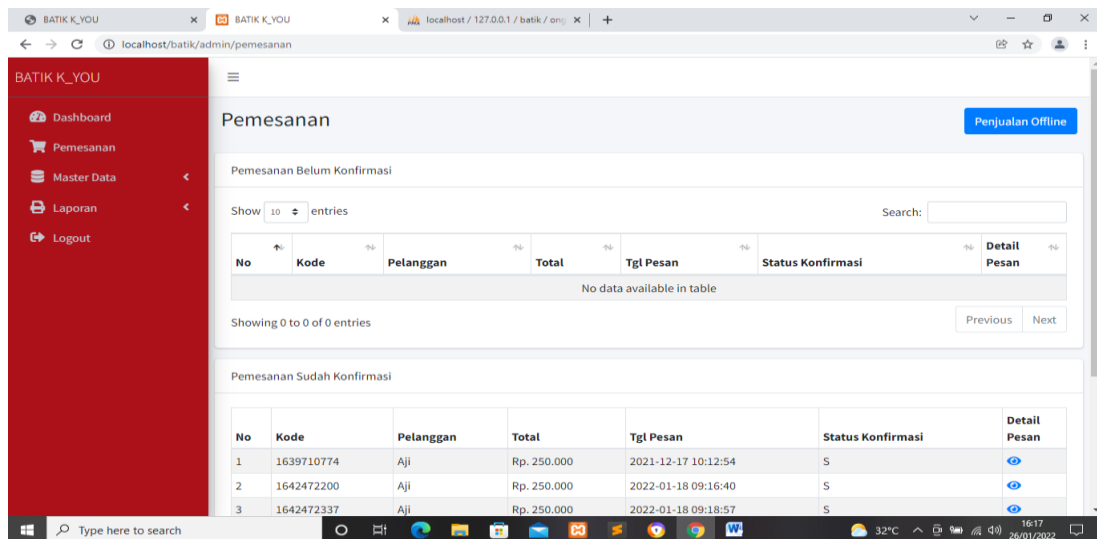 BATIK K_YOU
BATIK K_YOU
localhost / 127.0.0.1 / batik / ong
localhost/batik/admin/pemesanan
BATIK K_YOU
Dashboard
Pemesanan
Master Data
Laporan
Logout
Pemesanan
Penjualan Offline
Pemesanan Belum Konfirmasi
Show 10 entries
Search:
No Kode Pelanggan Total Tgl Pesan Status Konfirmasi Detail Pesan
No data available in table
Showing 0 to 0 of 0 entries
Previous Next
Pemesanan Sudah Konfirmasi
No Kode Pelanggan Total Tgl Pesan Status Konfirmasi Detail Pesan
1 1639710774 Aji Rp. 250.000 2021-12-17 10:12:54 S
2 1642472200 Aji Rp. 250.000 2022-01-18 09:16:40 S
3 1642472337 Aji Rp. 250.000 2022-01-18 09:18:57 S
Type here to search
32°C
16:17
26/01/2022